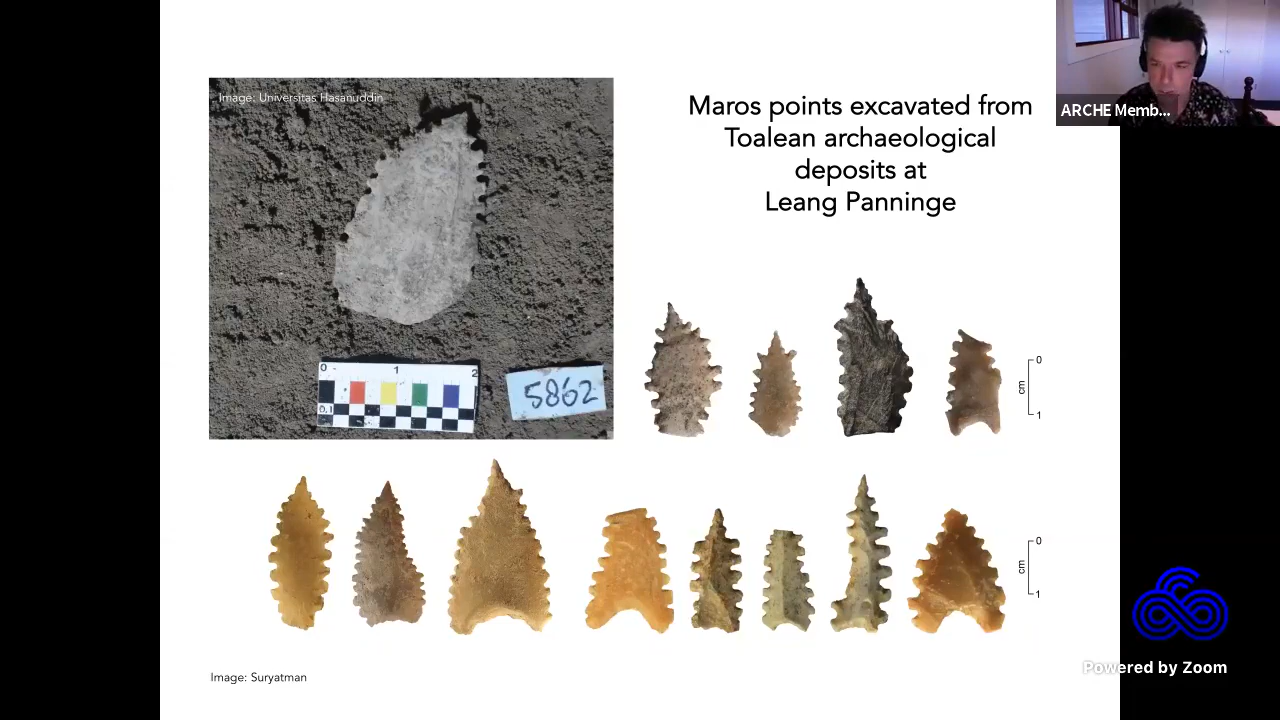 Image: Universitas Hasanuddin
Maros points excavated from
Toalean archaeological
deposits at
Leang Panninge
ARCHE Memb...
0 1 2
0,1
5862
0
cm
1
0
cm
1
Image: Suryatman
Powered by Zoom